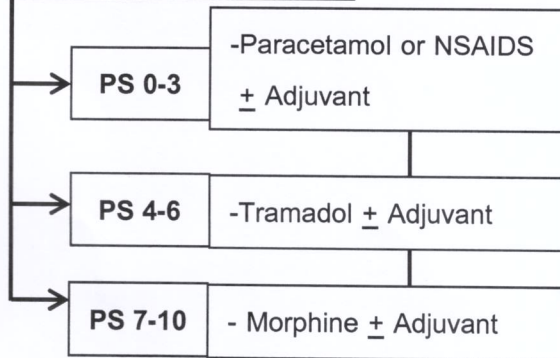 PS 0-3
-Paracetamol or NSAIDS
± Adjuvant
PS 4-6
-Tramadol ± Adjuvant
PS 7-10
- Morphine ± Adjuvant